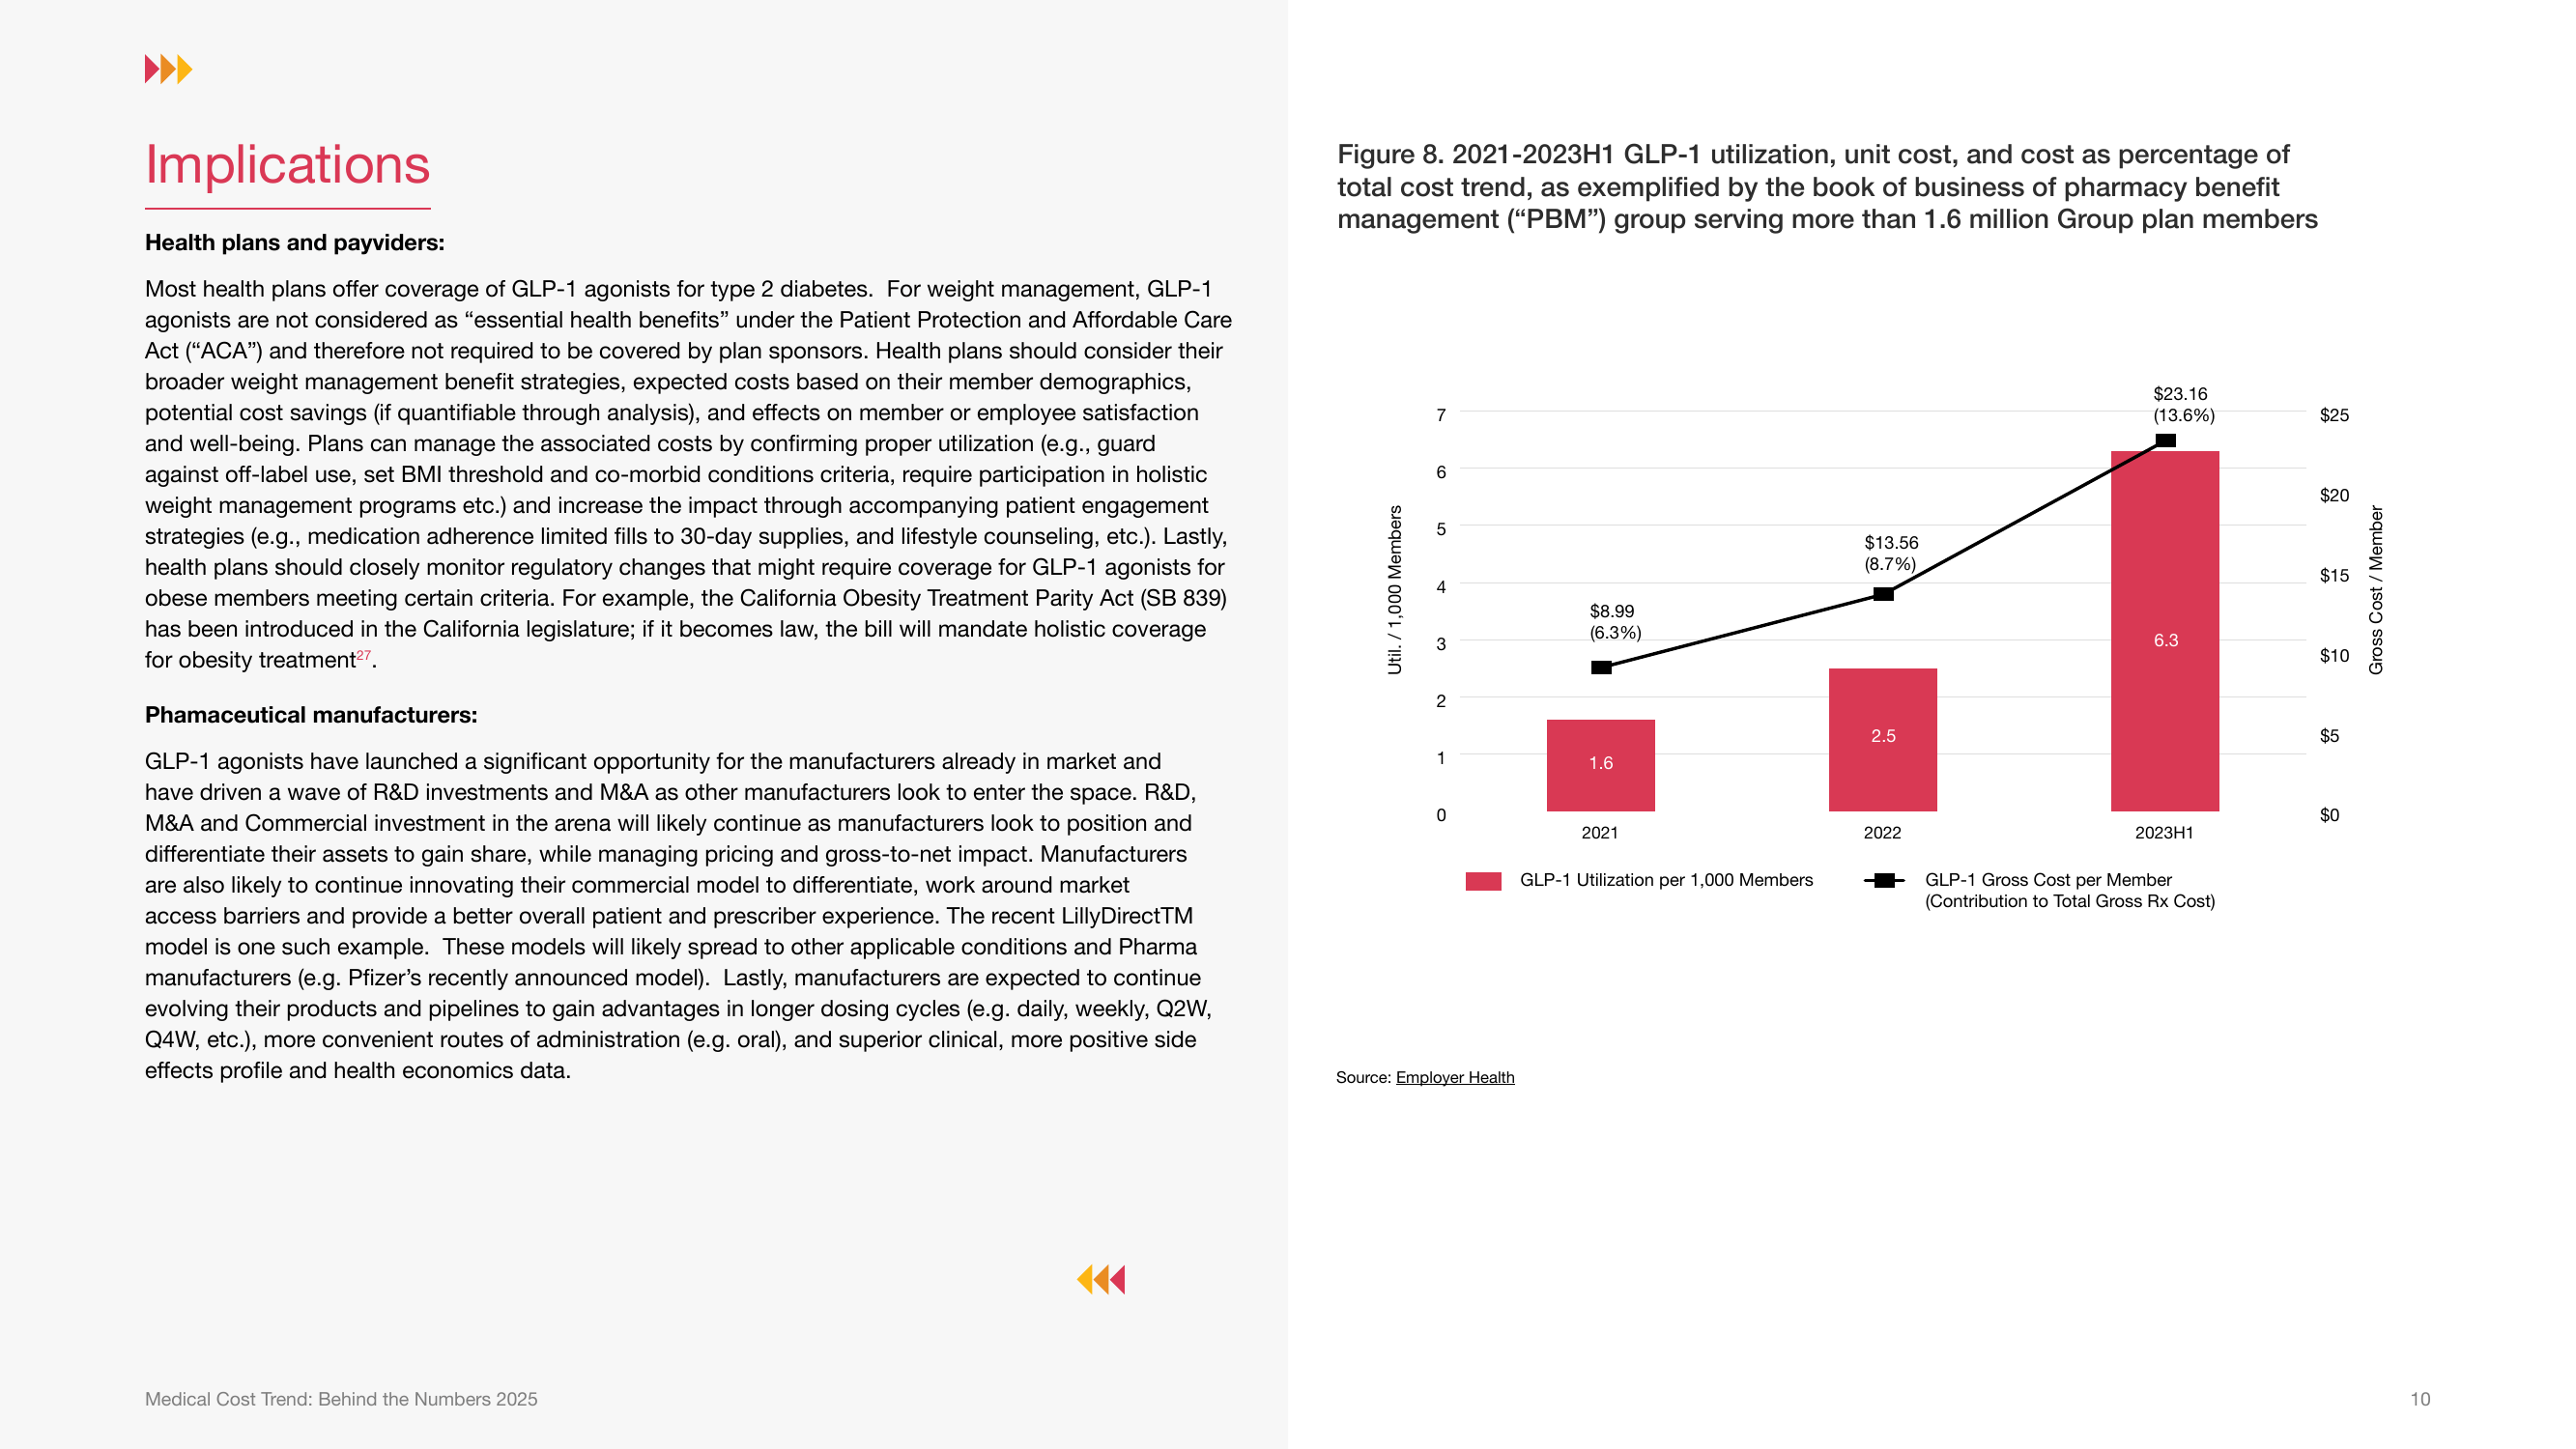 Implications
Health plans and payviders:
Most health plans offer coverage of GLP-1 agonists for type 2 diabetes.  For weight management, GLP-1
agonists are not considered as “essential health benefits” under the Patient Protection and Affordable Care
Act (“ACA”) and therefore not required to be covered by plan sponsors. Health plans should consider their
broader weight management benefit strategies, expected costs based on their member demographics,
potential cost savings (if quantifiable through analysis), and effects on member or employee satisfaction
and well-being. Plans can manage the associated costs by confirming proper utilization (e.g., guard
against off-label use, set BMI threshold and co-morbid conditions criteria, require participation in holistic
weight management programs etc.) and increase the impact through accompanying patient engagement
strategies (e.g., medication adherence limited fills to 30-day supplies, and lifestyle counseling, etc.). Lastly,
health plans should closely monitor regulatory changes that might require coverage for GLP-1 agonists for
obese members meeting certain criteria. For example, the California Obesity Treatment Parity Act (SB 839)
has been introduced in the California legislature; if it becomes law, the bill will mandate holistic coverage
for obesity treatment27.
Phamaceutical manufacturers:
GLP-1 agonists have launched a significant opportunity for the manufacturers already in market and
have driven a wave of R&D investments and M&A as other manufacturers look to enter the space. R&D,
M&A and Commercial investment in the arena will likely continue as manufacturers look to position and
differentiate their assets to gain share, while managing pricing and gross-to-net impact. Manufacturers
are also likely to continue innovating their commercial model to differentiate, work around market
access barriers and provide a better overall patient and prescriber experience. The recent LillyDirectTM
model is one such example.  These models will likely spread to other applicable conditions and Pharma
manufacturers (e.g. Pfizer’s recently announced model).  Lastly, manufacturers are expected to continue
evolving their products and pipelines to gain advantages in longer dosing cycles (e.g. daily, weekly, Q2W,
Q4W, etc.), more convenient routes of administration (e.g. oral), and superior clinical, more positive side
effects profile and health economics data.
Figure 8. 2021-2023H1 GLP-1 utilization, unit cost, and cost as percentage of
total cost trend, as exemplified by the book of business of pharmacy benefit
management (“PBM”) group serving more than 1.6 million Group plan members
Util. / 1,000 Members
7
6
5
4
3
2
1
0
$8.99
(6.3%)
$13.56
(8.7%)
$23.16
(13.6%)
1.6
2.5
6.3
$25
$20
$15
$10
$5
$0
Gross Cost / Member
2021
2022
2023H1
GLP-1 Utilization per 1,000 Members
GLP-1 Gross Cost per Member
(Contribution to Total Gross Rx Cost)
Source: Employer Health
Medical Cost Trend: Behind the Numbers 2025
10